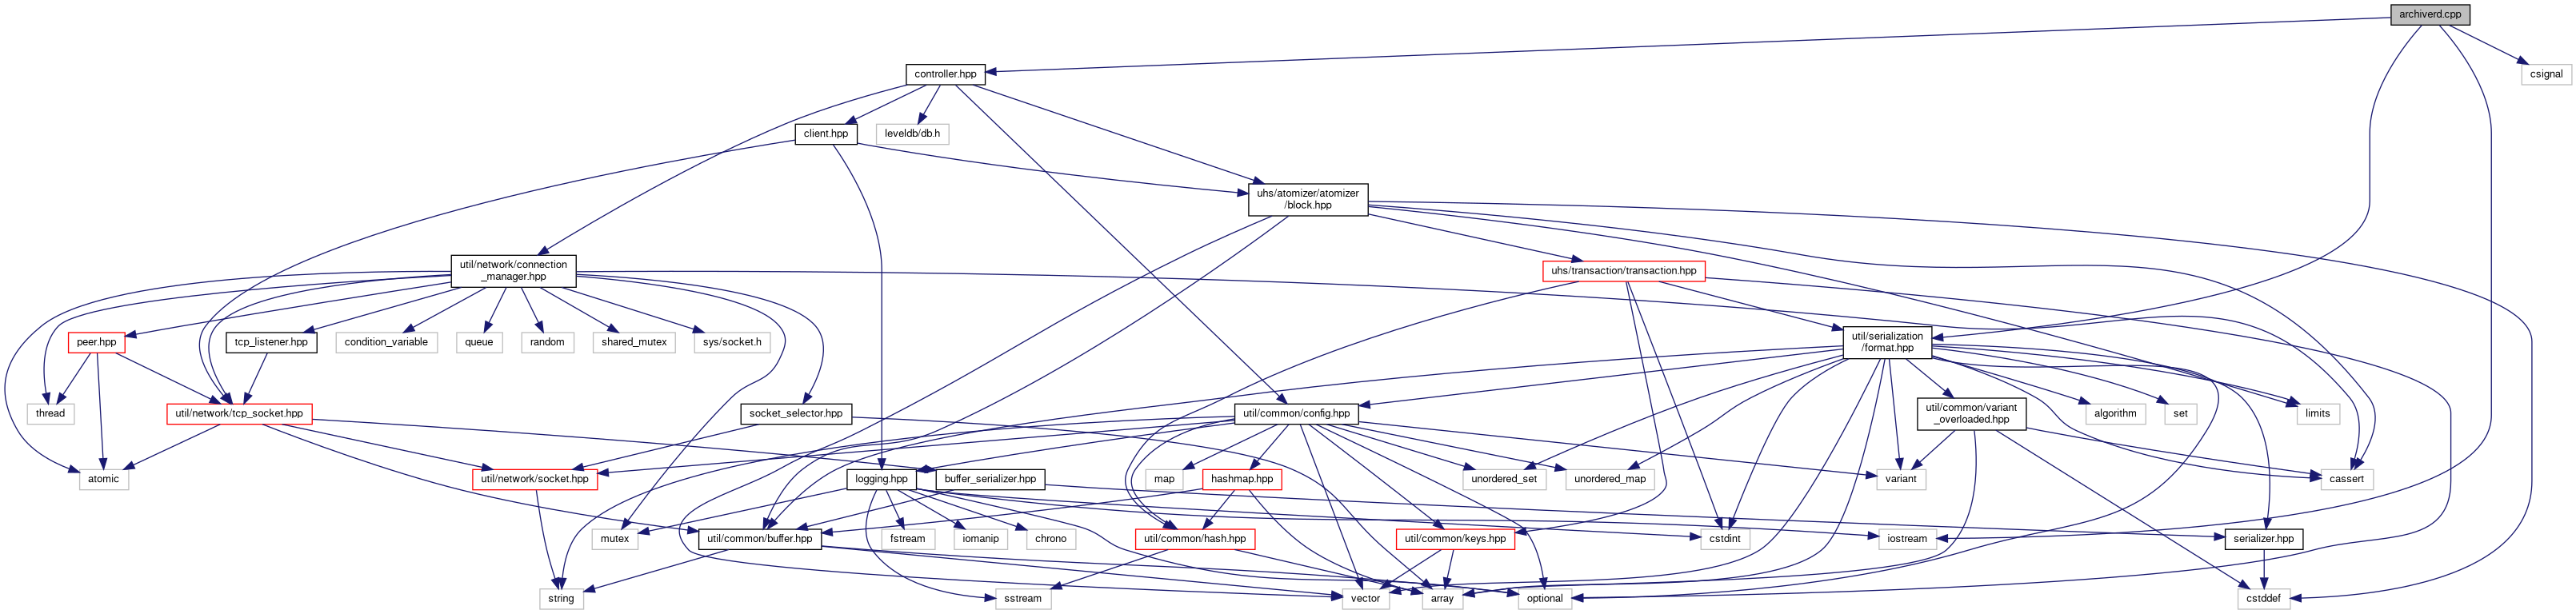 archiverd.cpp
controller.hpp
csignal
client.hpp
leveldb/db.h
uhs/atomizer/atomizer
/block.hpp
util/network/connection
_manager.hpp
uhs/transaction/transaction.hpp
peer.hpp
tcp_listener.hpp
condition_variable
queue
random
shared_mutex
sys/socket.h
util/serialization
/format.hpp
thread
util/network/tcp_socket.hpp
socket_selector.hpp
util/common/config.hpp
util/common/variant
_overloaded.hpp
algorithm
set
limits
atomic
util/network/socket.hpp
logging.hpp
buffer_serializer.hpp
map
hashmap.hpp
unordered_set
unordered_map
variant
cassert
mutex
util/common/buffer.hpp
fstream
iomanip
chrono
util/common/hash.hpp
util/common/keys.hpp
cstdint
iostream
serializer.hpp
string
sstream
vector
array
optional
cstddef